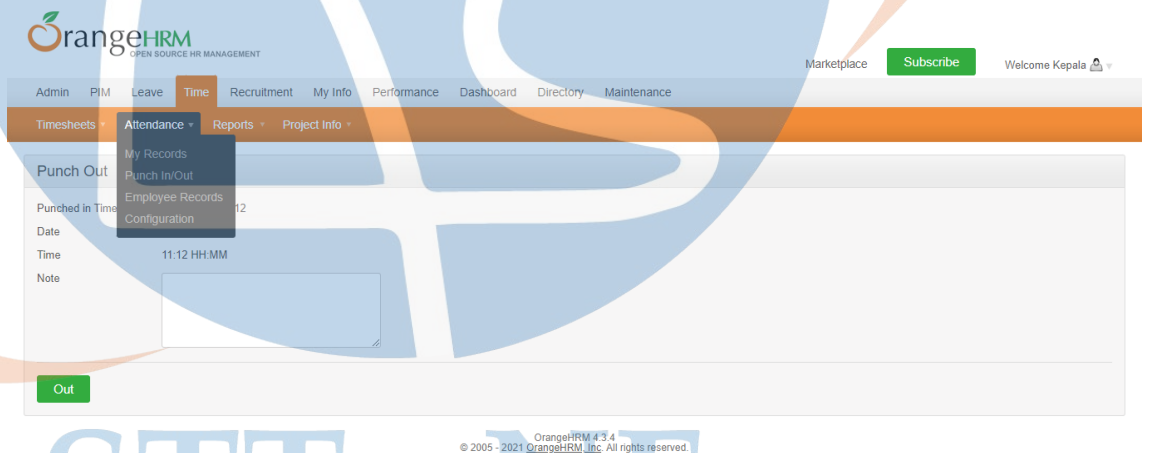 OrangeHRM
OPEN SOURCE HR MANAGEMENT
Marketplace Subscribe Welcome Kepala
Admin PIM Leave Time Recruitment My Info Performance Dashboard Directory Maintenance
Timesheets Attendance Reports Project Info
My Records
Punch In/Out
Employee Records
Configuration
Punch Out
Punched in Time 12
Date
Time 11:12 HH:MM
Note
Out
OrangeHRM 4.3.4
© 2005 - 2021 OrangeHRM, Inc. All rights reserved.